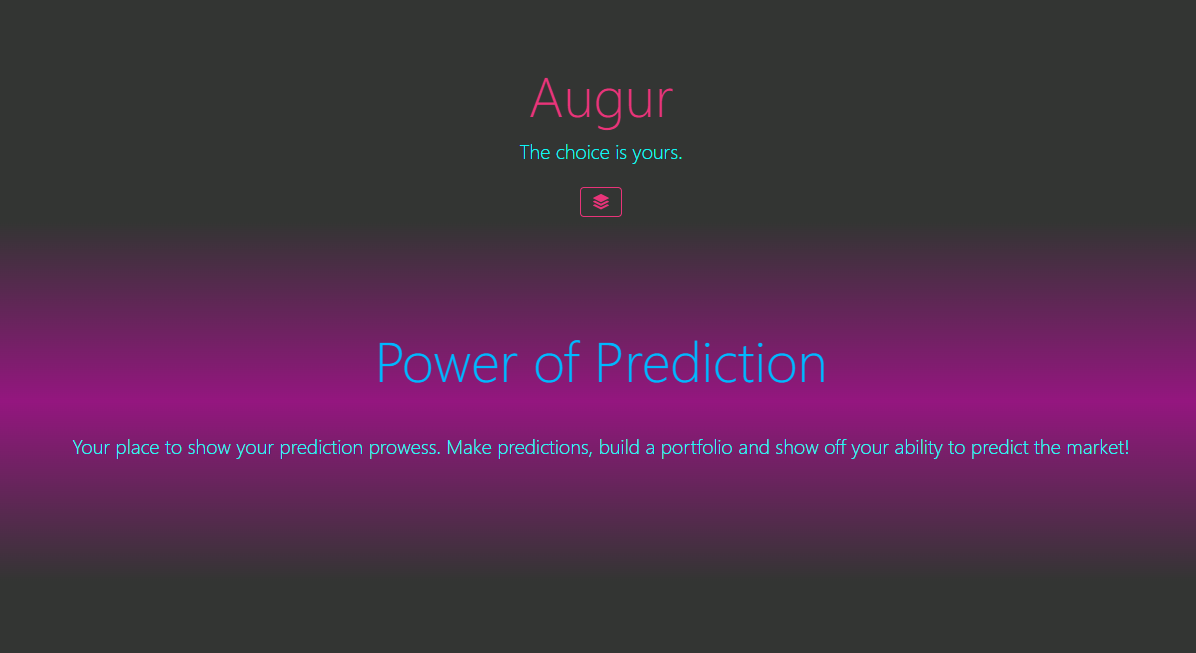 Augur
The choice is yours.
Power of Prediction
Your place to show your prediction prowess. Make predictions, build a portfolio and show off your ability to predict the market!